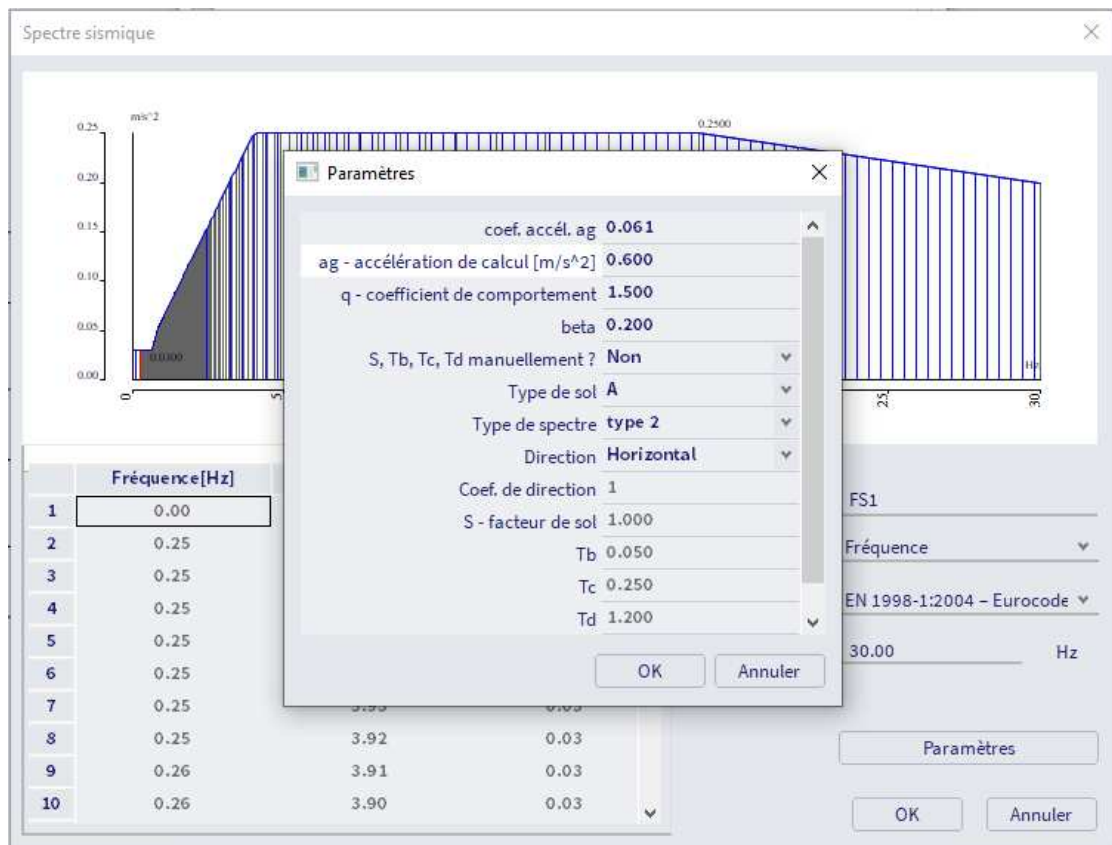 Spectre sismique
m/s^2
0.25
0.20
0.15
0.10
0.05
0.00
0.2500
0.0300
Hz
0
5
25
30
Paramètres
coef. accél. ag 0.061
ag - accélération de calcul [m/s^2] 0.600
q - coefficient de comportement 1.500
beta 0.200
S, Tb, Tc, Td manuellement ? Non
Type de sol A
Type de spectre type 2
Direction Horizontal
Coef. de direction 1
S - facteur de sol 1.000
Tb 0.050
Tc 0.250
Td 1.200
OK Annuler
Fréquence[Hz]
1 0.00
2 0.25
3 0.25
4 0.25
5 0.25
6 0.25
7 0.25
8 0.25 3.92 0.03
9 0.26 3.91 0.03
10 0.26 3.90 0.03
FS1
Fréquence
EN 1998-1:2004 – Eurocode
30.00 Hz
Paramètres
OK Annuler